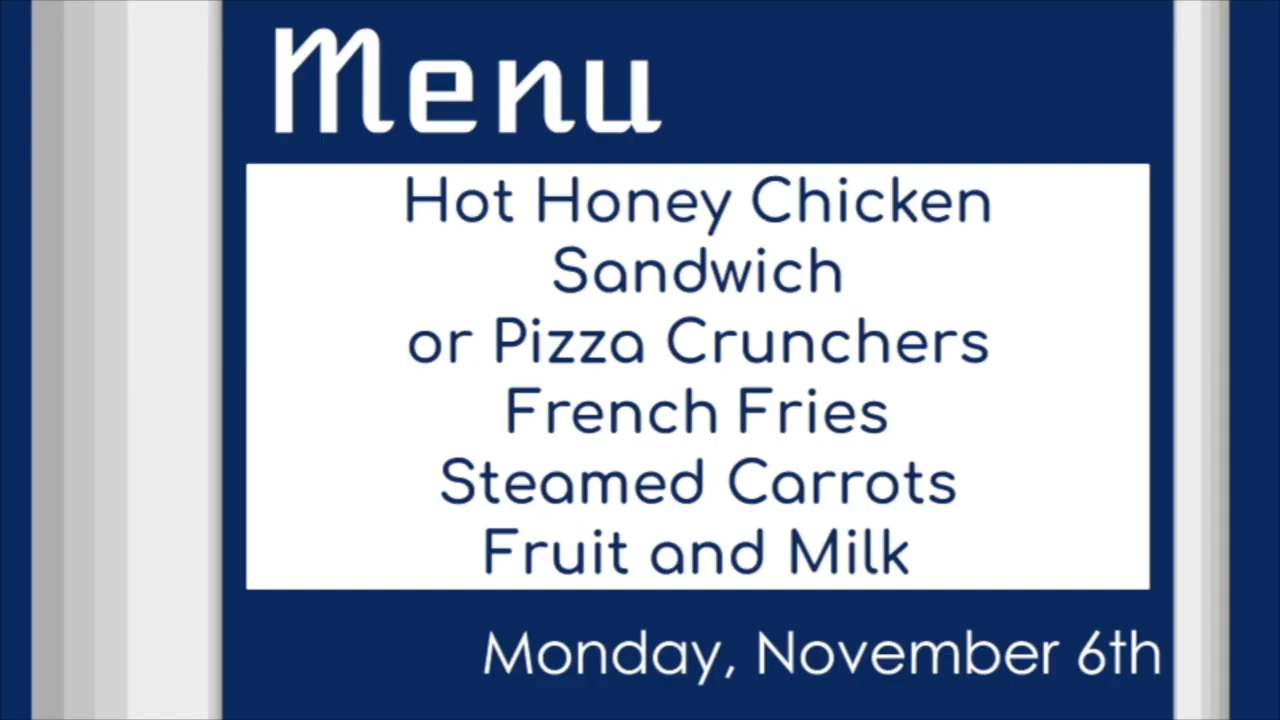 Menu
Hot Honey Chicken
Sandwich
or Pizza Crunchers
French Fries
Steamed Carrots
Fruit and Milk
Monday, November 6th